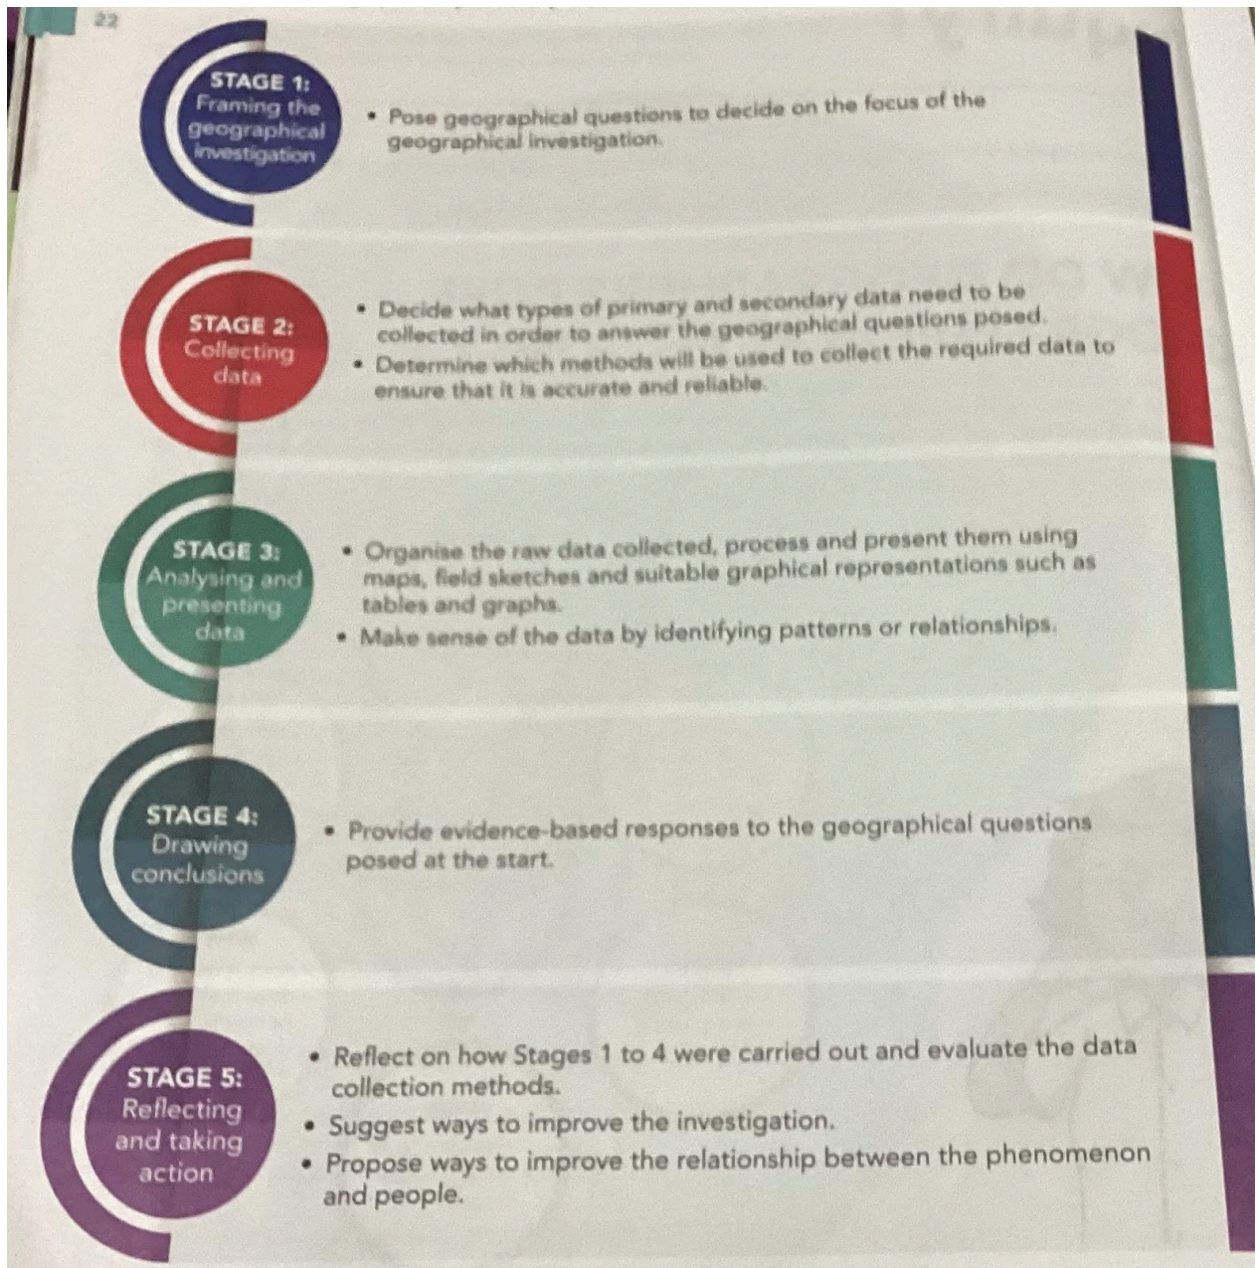 22
STAGE 1:
Framing the
geographical
investigation
• Pose geographical questions to decide on the focus of the
geographical investigation.
STAGE 2:
Collecting
data
• Decide what types of primary and secondary data need to be
collected in order to answer the geographical questions posed.
• Determine which methods will be used to collect the required data to
ensure that it is accurate and reliable.
STAGE 3:
Analysing and
presenting
data
• Organise the raw data collected, process and present them using
maps, field sketches and suitable graphical representations such as
tables and graphs.
• Make sense of the data by identifying patterns or relationships.
STAGE 4:
Drawing
conclusions
• Provide evidence-based responses to the geographical questions
posed at the start.
STAGE 5:
Reflecting
and taking
action
• Reflect on how Stages 1 to 4 were carried out and evaluate the data
collection methods.
• Suggest ways to improve the investigation.
• Propose ways to improve the relationship between the phenomenon
and people.